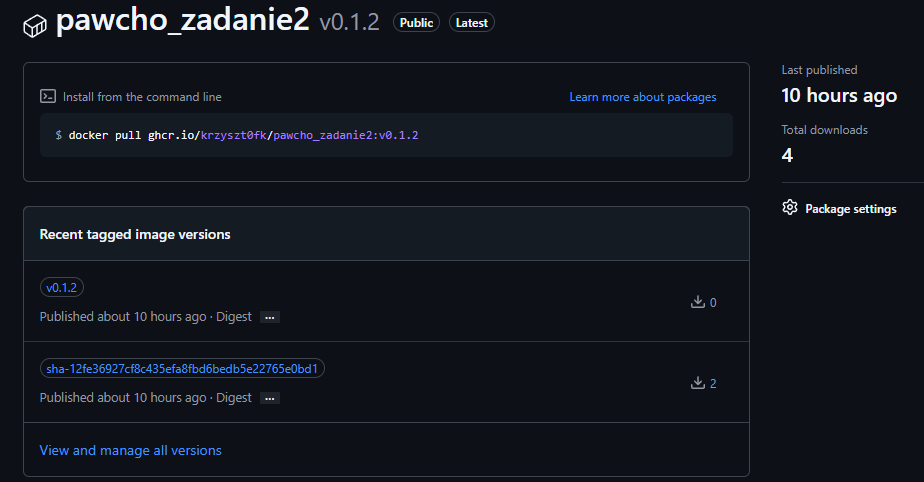 pawcho_zadanie2 v0.1.2 Public Latest
Install from the command line
Learn more about packages
$ docker pull ghcr.io/krzyszt0fk/pawcho_zadanie2:v0.1.2
Last published
10 hours ago
Total downloads
4
Package settings
Recent tagged image versions
v0.1.2
Published about 10 hours ago · Digest ...
0
sha-12fe36927cf8c435efa8fbd6bedb5e22765e0bd1
Published about 10 hours ago · Digest ...
2
View and manage all versions